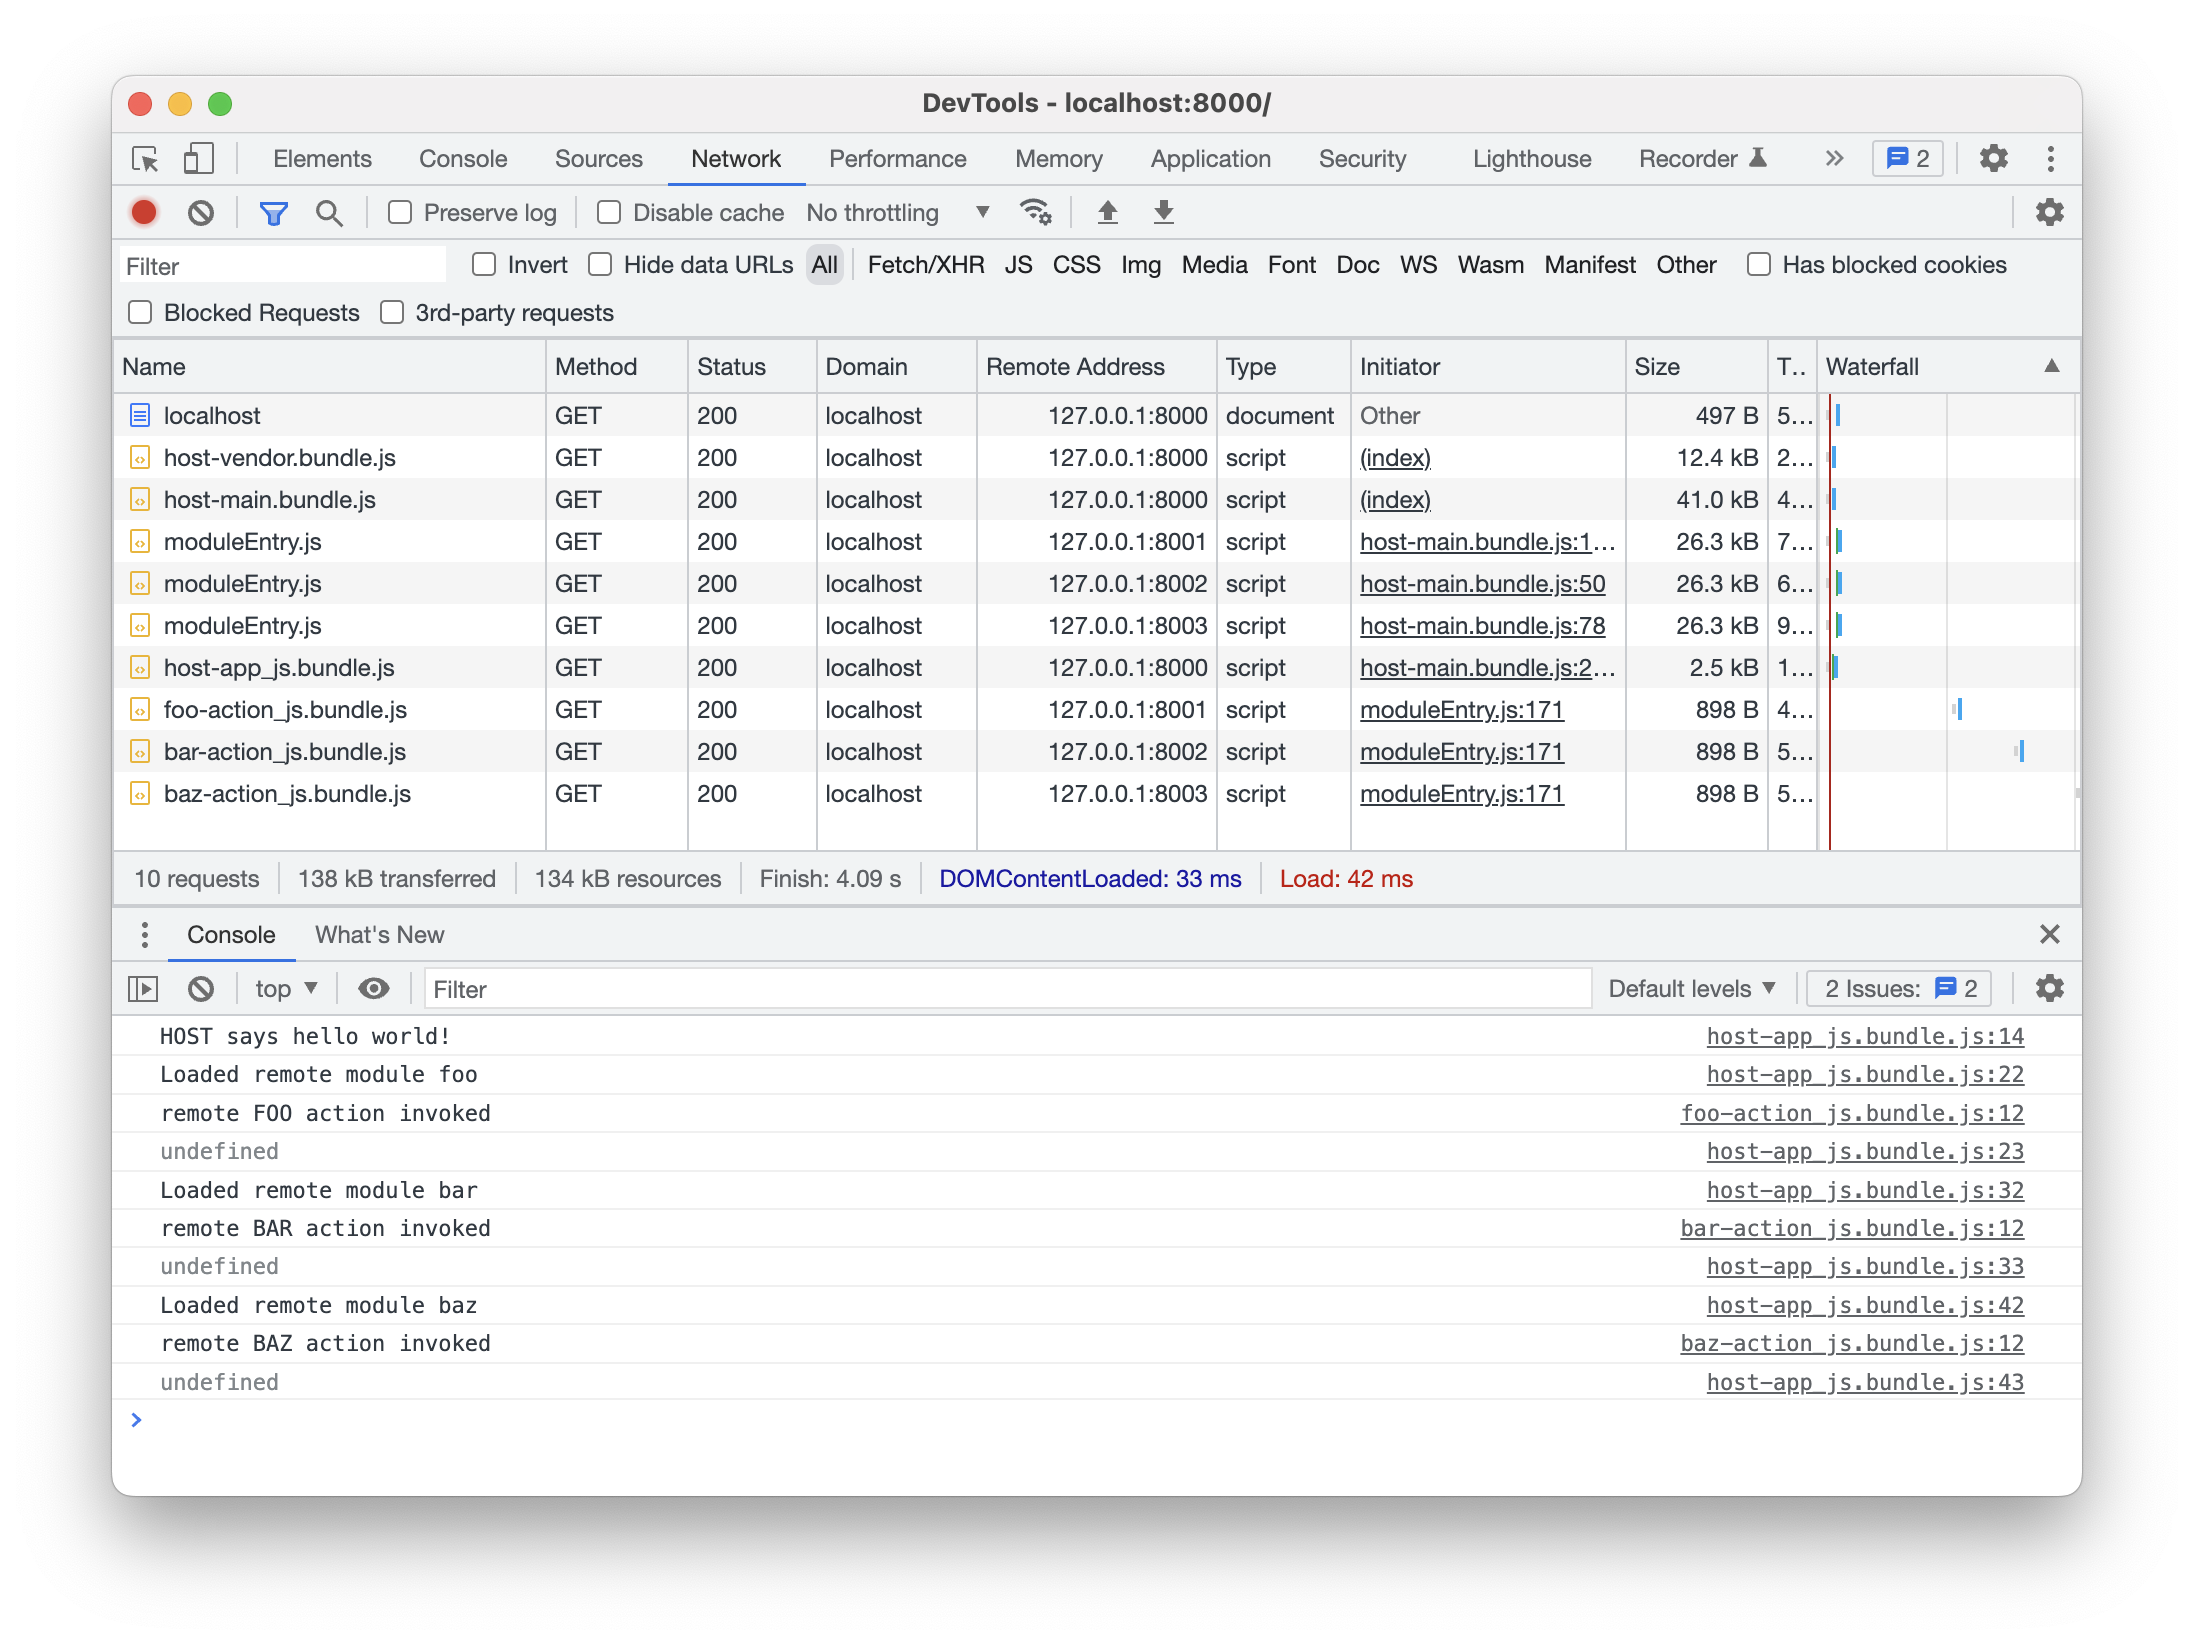 DevTools - localhost:8000/
Elements Console Sources Network Performance Memory Application Security Lighthouse Recorder 2
Preserve log Disable cache No throttling
Filter Invert Hide data URLs All Fetch/XHR JS CSS Img Media Font Doc WS Wasm Manifest Other Has blocked cookies
Blocked Requests 3rd-party requests
Name Method Status Domain Remote Address Type Initiator Size T.. Waterfall
localhost GET 200 localhost 127.0.0.1:8000 document Other 497 B 5...
host-vendor.bundle.js GET 200 localhost 127.0.0.1:8000 script (index) 12.4 kB 2...
host-main.bundle.js GET 200 localhost 127.0.0.1:8000 script (index) 41.0 kB 4...
moduleEntry.js GET 200 localhost 127.0.0.1:8001 script host-main.bundle.js:1... 26.3 kB 7...
moduleEntry.js GET 200 localhost 127.0.0.1:8002 script host-main.bundle.js:50 26.3 kB 6...
moduleEntry.js GET 200 localhost 127.0.0.1:8003 script host-main.bundle.js:78 26.3 kB 9...
host-app_js.bundle.js GET 200 localhost 127.0.0.1:8000 script host-main.bundle.js:2... 2.5 kB 1...
foo-action_js.bundle.js GET 200 localhost 127.0.0.1:8001 script moduleEntry.js:171 898 B 4...
bar-action_js.bundle.js GET 200 localhost 127.0.0.1:8002 script moduleEntry.js:171 898 B 5...
baz-action_js.bundle.js GET 200 localhost 127.0.0.1:8003 script moduleEntry.js:171 898 B 5...
10 requests 138 kB transferred 134 kB resources Finish: 4.09 s DOMContentLoaded: 33 ms Load: 42 ms
Console What's New
top Filter Default levels 2 Issues: 2
HOST says hello world! host-app_js.bundle.js:14
Loaded remote module foo host-app_js.bundle.js:22
remote FOO action invoked foo-action_js.bundle.js:12
undefined host-app_js.bundle.js:23
Loaded remote module bar host-app_js.bundle.js:32
remote BAR action invoked bar-action_js.bundle.js:12
undefined host-app_js.bundle.js:33
Loaded remote module baz host-app_js.bundle.js:42
remote BAZ action invoked baz-action_js.bundle.js:12
undefined host-app_js.bundle.js:43